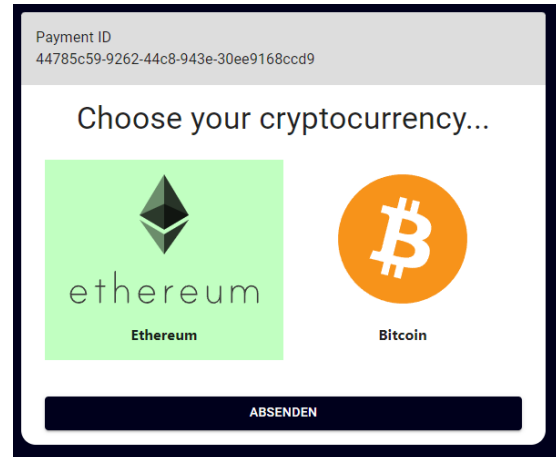 Payment ID
44785c59-9262-44c8-943e-30ee9168ccd9
Choose your cryptocurrency...
ethereum
Ethereum
Bitcoin
ABSENDEN